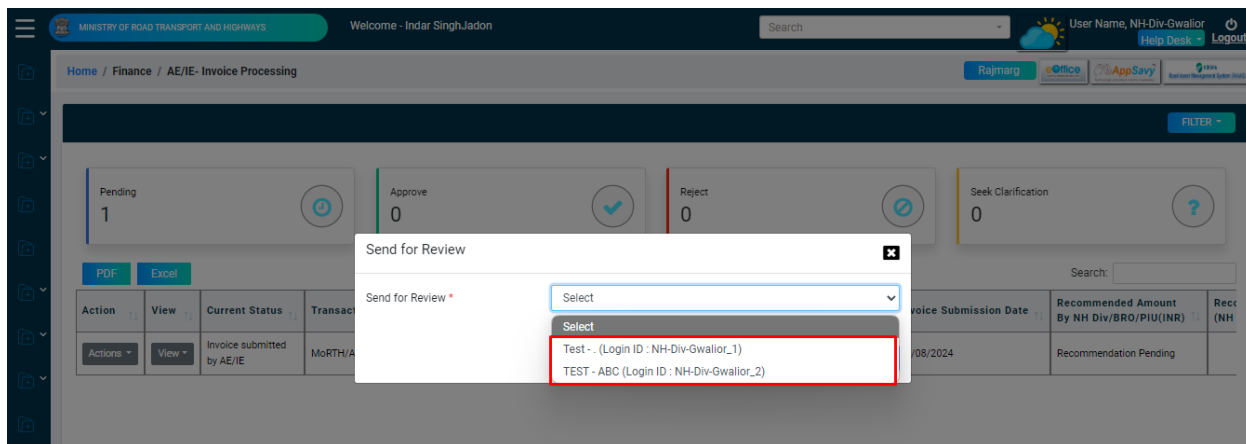 MINISTRY OF ROAD TRANSPORT AND HIGHWAYS
Welcome - Indar SinghJadon
Search
User Name, NH-Div-Gwalior
Help Desk
Logout
Home / Finance / AE/IE- Invoice Processing
Rajmarg
eOffice
AppSavy
FILTER
Pending
1
Approve
0
Reject
0
Seek Clarification
0
?
Send for Review
PDF
Excel
Search:
Send for Review *
Select
Select
Test - . (Login ID : NH-Div-Gwalior_1)
TEST - ABC (Login ID : NH-Div-Gwalior_2)
Action
View
Current Status
Transact
voice Submission Date
Recommended Amount
By NH Div/BRO/PIU(INR)
Reco
(NH
Actions
View
Invoice submitted
by AE/IE
MoRTH/A
/08/2024
Recommendation Pending